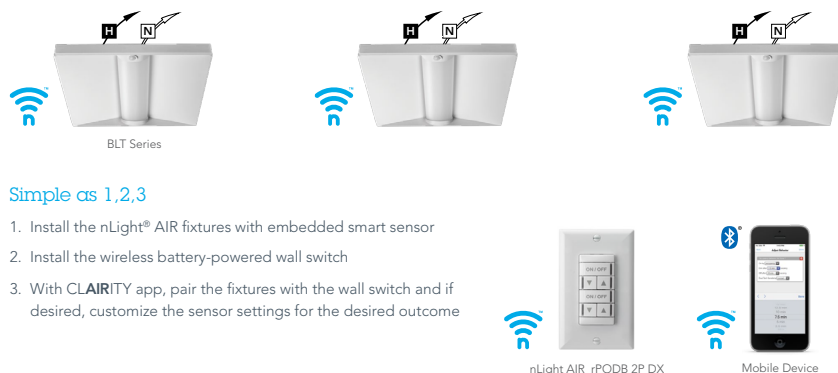 H N H N H N
BLT Series
Simple as 1,2,3
1. Install the nLight® AIR fixtures with embedded smart sensor
2. Install the wireless battery-powered wall switch
3. With CLAIRITY app, pair the fixtures with the wall switch and if
desired, customize the sensor settings for the desired outcome
ON / OFF
ON / OFF
nLight AIR rPODB 2P DX
Mobile Device